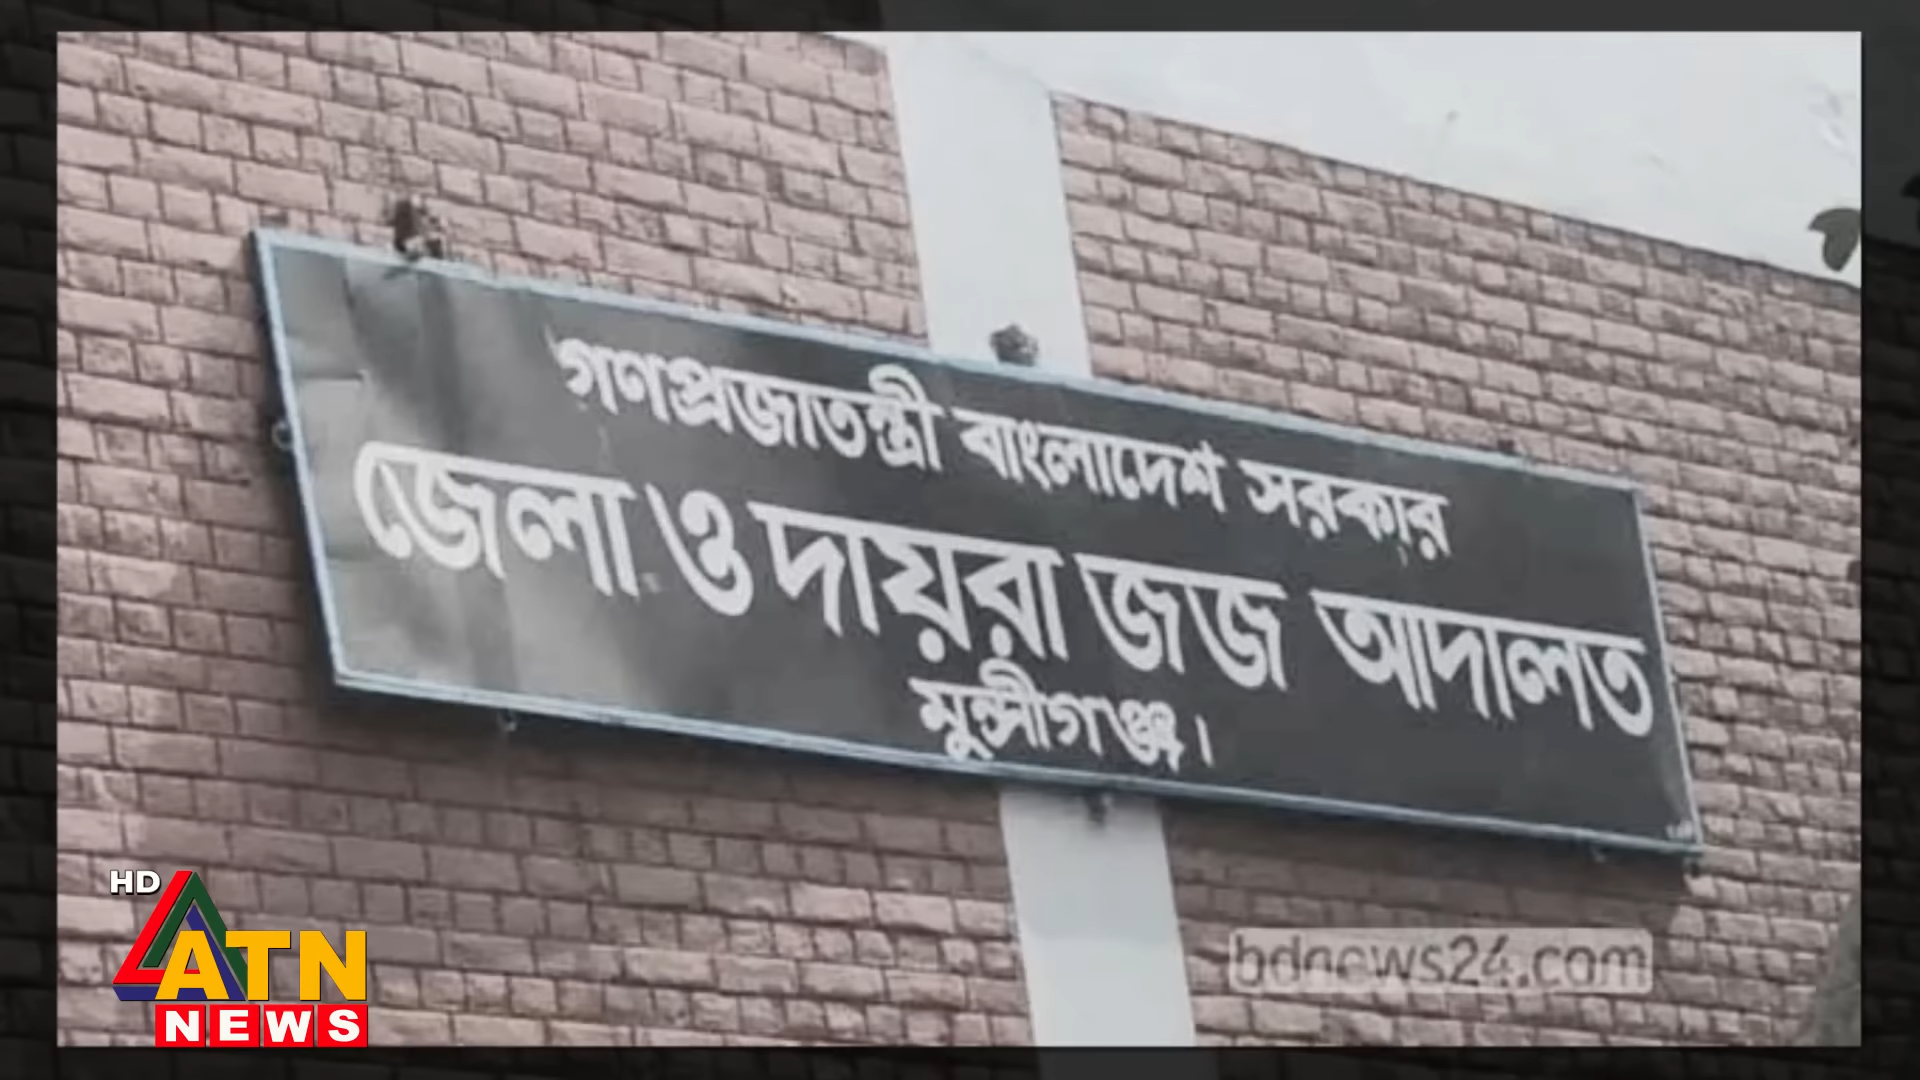 গণপ্রজাতন্ত্রী বাংলাদেশ সরকার
জেলা ও দায়রা জজ আদালত
মুন্সীগঞ্জ।
HD
ATN
NEWS
bdnews24.com